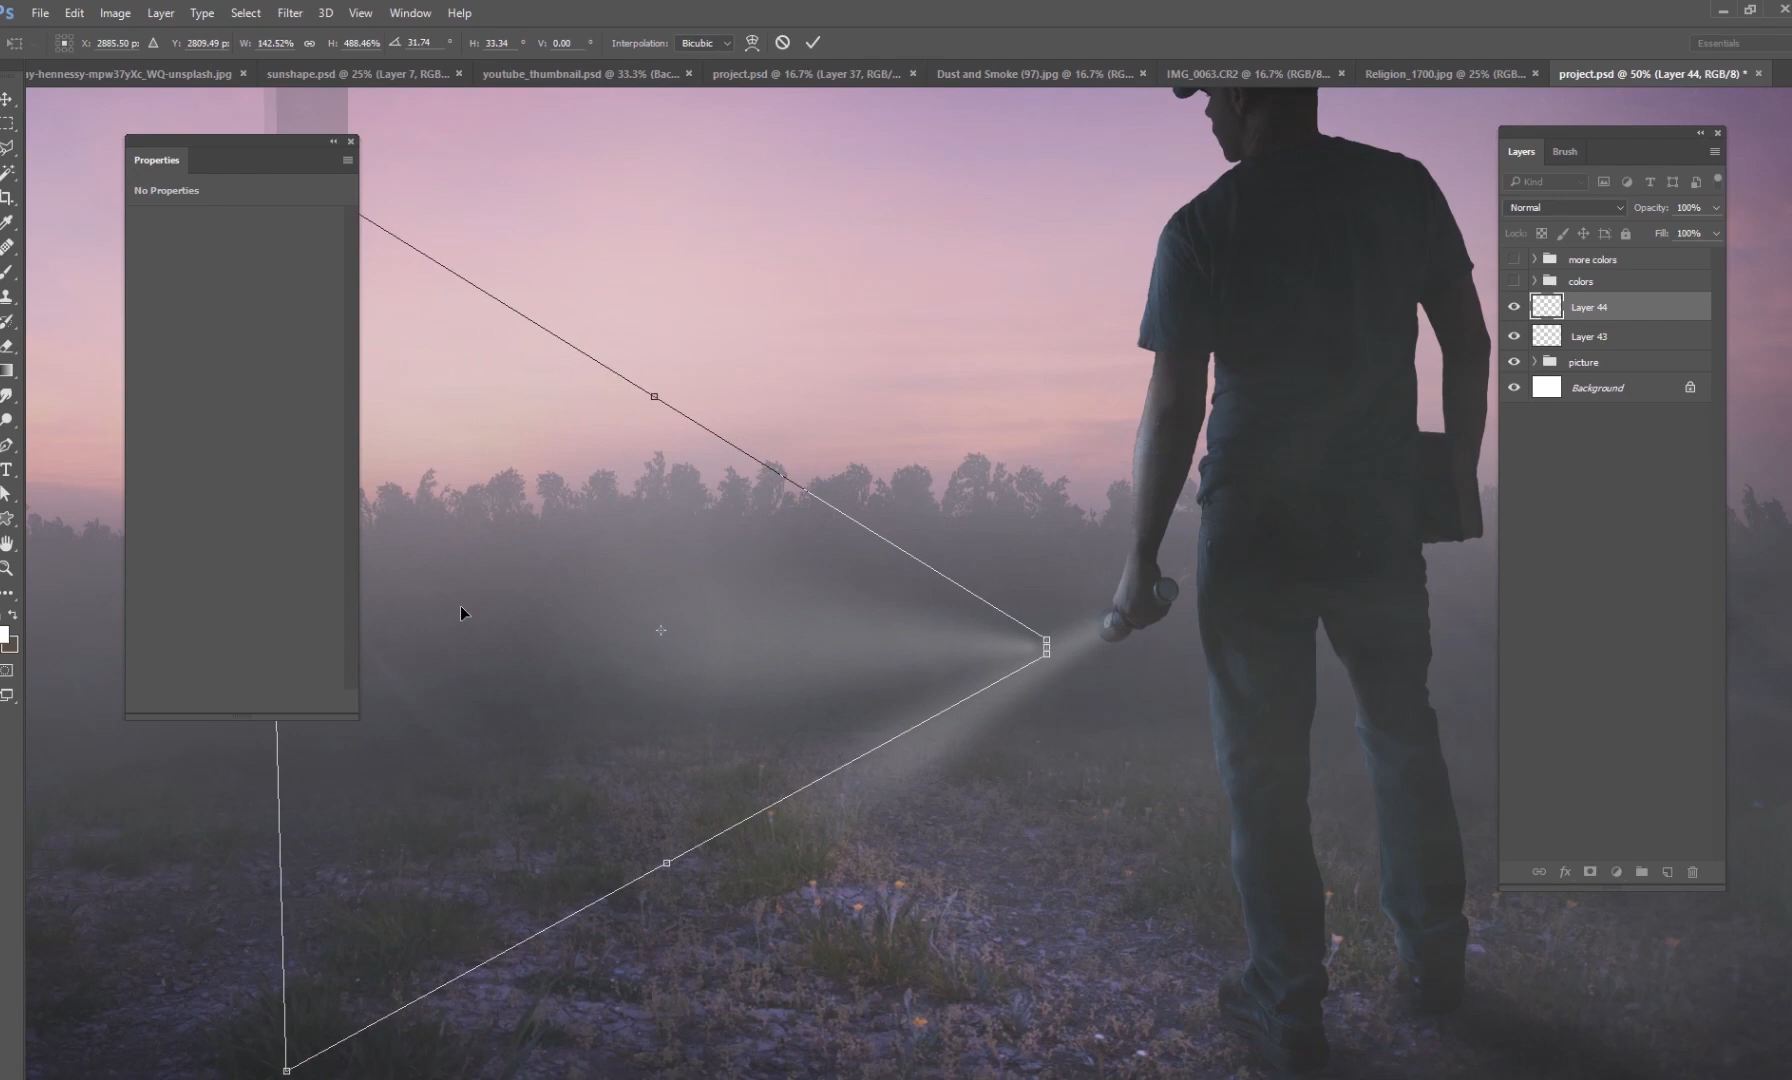 Ps File Edit Image Layer Type Select Filter 3D View Window Help
X: 2885.50 p: Y: 2809.49 p: W: 142.52% H: 488.46% 31.74 ° H: 33.34 ° V: 0.00 ° Interpolation: Bicubic Essentials
ay-hennessy-mpw37yXc_WQ-unsplash.jpg × sunshape.psd @ 25% (Layer 7, RGB... × youtube_thumbnail.psd @ 33.3% (Bac... × project.psd @ 16.7% (Layer 37, RGB/... × Dust and Smoke (97).jpg @ 16.7% (RG... × IMG_0063.CR2 @ 16.7% (RGB/8... × Religion_1700.jpg @ 25% (RGB... × project.psd @ 50% (Layer 44, RGB/8) * ×
Properties
No Properties
Layers Brush
Kind
Normal Opacity: 100%
Lock: Fill: 100%
more colors
colors
Layer 44
Layer 43
picture
Background
fx